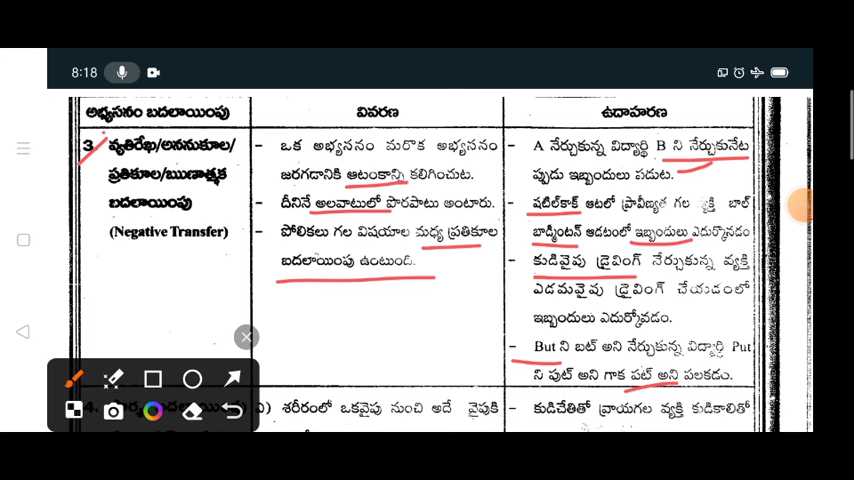 8:18
అభ్యసనం బదలాయింపు
వివరణ
ఉదాహరణ
3 వ్యతిరేఖ/అననుకూల/
ప్రతికూల/ఋణాత్మక
బదలాయింపు
(Negative Transfer)
- ఒక అభ్యసనం మరొక అభ్యసనం
జరగడానికి ఆటంకాన్ని కలిగించుట.
- దీనినే అలవాటులో పొరపాటు అంటారు.
- పోలికలు గల విషయాల మధ్య ప్రతికూల
బదలాయింపు ఉంటుంది.
- A నేర్చుకున్న విద్యార్థి B ని నేర్చుకునేట
ప్పుడు ఇబ్బందులు పడుట.
- షటిల్‌కాక్ ఆటలో ప్రావీణ్యత గల వ్యక్తి బాల్
బాడ్మింటన్ ఆడటంలో ఇబ్బందులు ఎదుర్కోవడం
- కుడివైపు డ్రైవింగ్ నేర్చుకున్న వ్యక్తి
ఎడమవైపు డ్రైవింగ్ చేయడంలో
ఇబ్బందులు ఎదుర్కోవడం.
- But ని బట్ అని నేర్చుకున్న విద్యార్థి Put
ని పుట్ అని గాక పట్ అని పలకడం.
4.
ఎ) శరీరంలో ఒకవైపు నుంచి అదే వైపుకి
- కుడిచేతితో వ్రాయగల వ్యక్తి కుడికాలితో